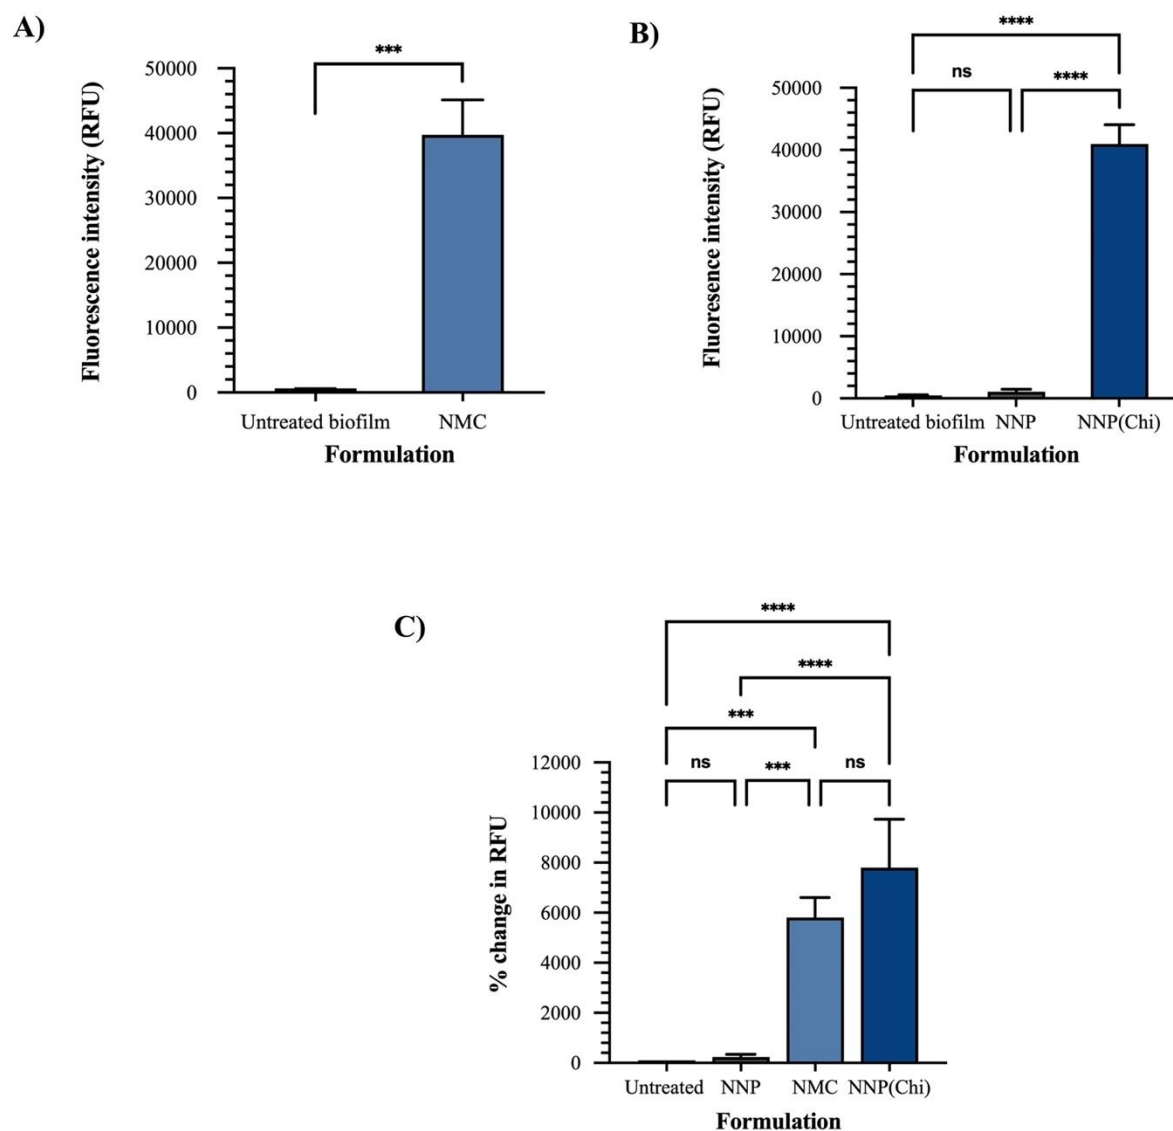 A)
***
50000
40000
30000
20000
10000
0
Fluorescence intensity (RFU)
Untreated biofilm NMC
Formulation
B)
****
ns ****
50000
40000
30000
20000
10000
0
Fluoresence intensity (RFU)
Untreated biofilm NNP NNP(Chi)
Formulation
C)
****
****
***
ns *** ns
12000
10000
8000
6000
4000
2000
0
% change in RFU
Untreated NNP NMC NNP(Chi)
Formulation